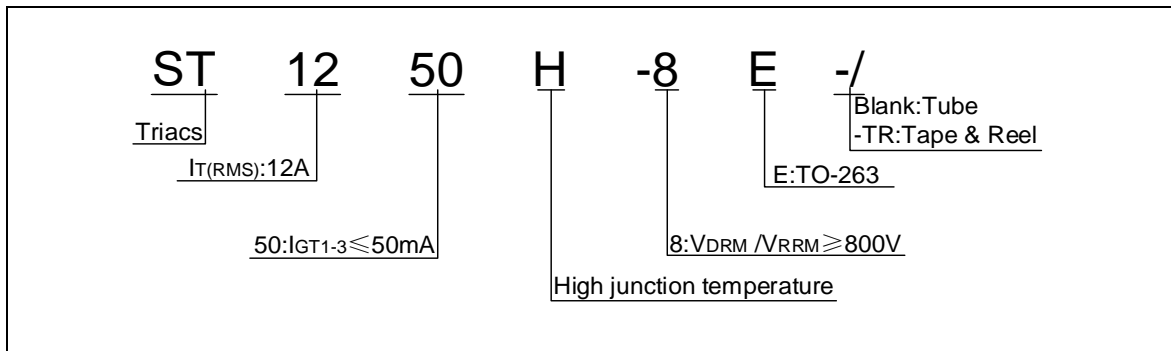 ST 12 50 H -8 E -/
Blank:Tube
Triacs
-TR:Tape & Reel
IT(RMS):12A
E:TO-263
50:IGT1-3≤50mA
8:VDRM /VRRM≥800V
High junction temperature